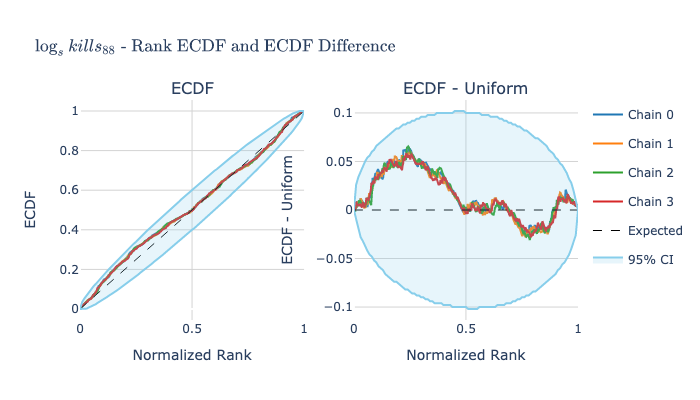 log_s kills_88 - Rank ECDF and ECDF Difference
ECDF
ECDF
1
0.8
0.6
0.4
0.2
0
0
0.5
1
Normalized Rank
ECDF - Uniform
ECDF - Uniform
0.1
0.05
0
−0.05
−0.1
0
0.5
1
Normalized Rank
Chain 0
Chain 1
Chain 2
Chain 3
Expected
95% CI